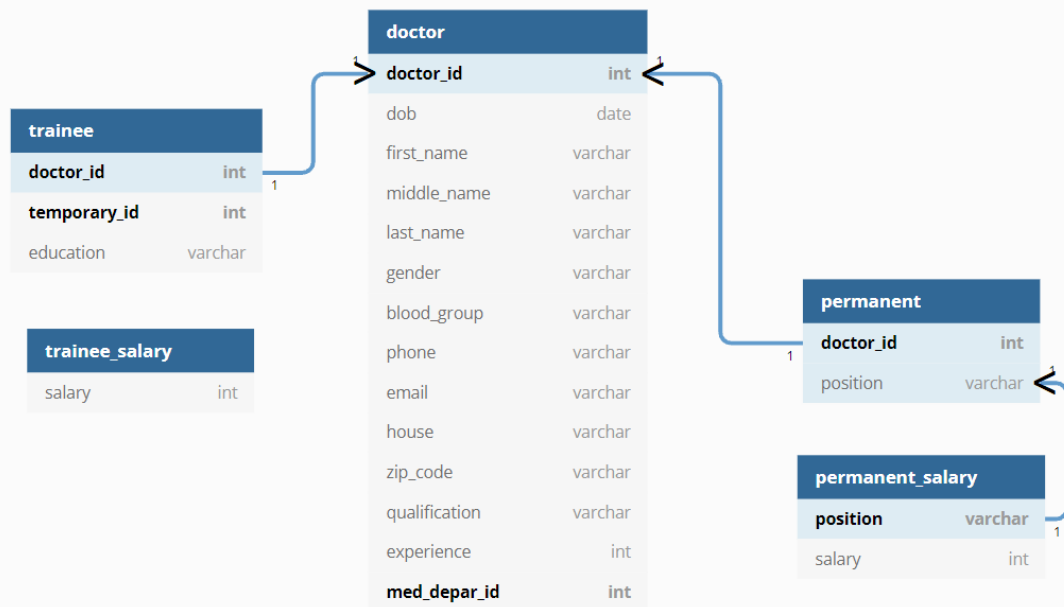 doctor
doctor_id int
dob date
first_name varchar
middle_name varchar
last_name varchar
gender varchar
blood_group varchar
phone varchar
email varchar
house varchar
zip_code varchar
qualification varchar
experience int
med_depar_id int
1
1
trainee
doctor_id int
1
temporary_id int
education varchar
trainee_salary
salary int
permanent
doctor_id int
1
position varchar
1
permanent_salary
position varchar
1
salary int